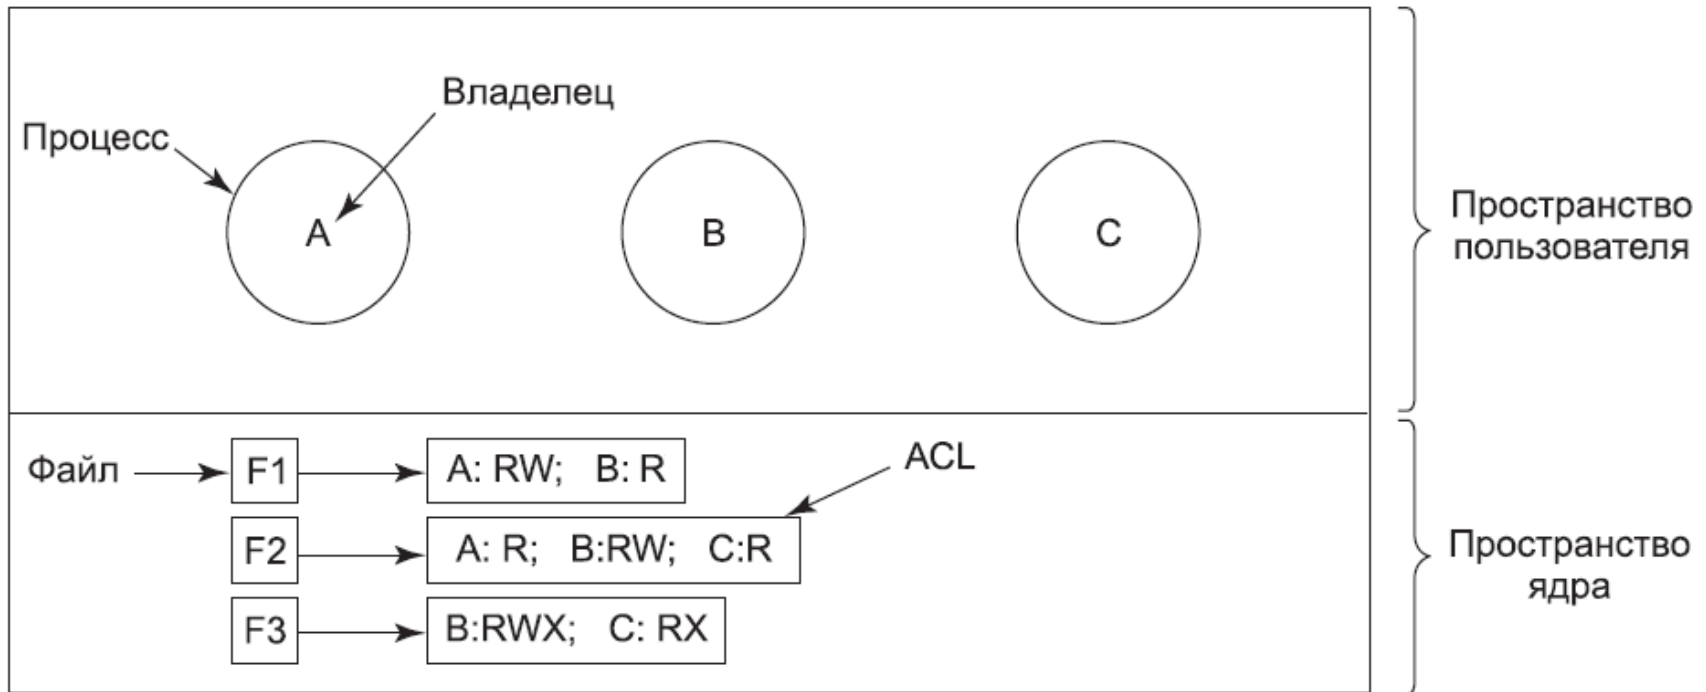 Владелец
Процесс
A
B
C
Пространство
пользователя
Файл
F1
A: RW; B: R
ACL
F2
A: R; B:RW; C:R
F3
B:RWX; C: RX
Пространство
ядра